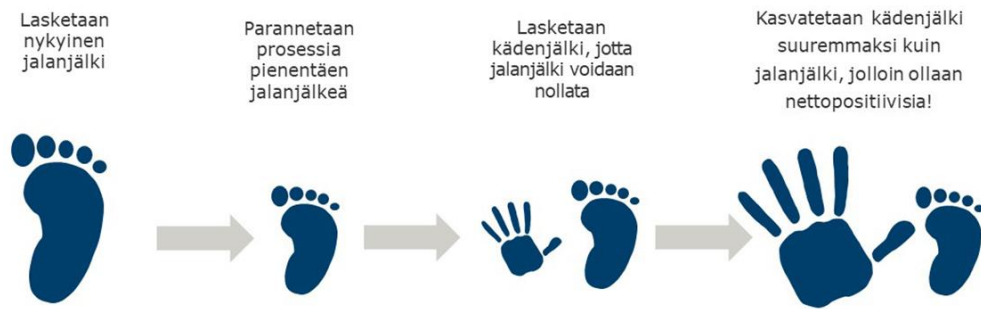 Lasketaan
nykyinen
jalanjälki
Parannetaan
prosessia
pienentäen
jalanjälkeä
Lasketaan
kädenjälki, jotta
jalanjälki voidaan
nollata
Kasvatetaan kädenjälki
suuremmaksi kuin
jalanjälki, jolloin ollaan
nettopositiivisia!